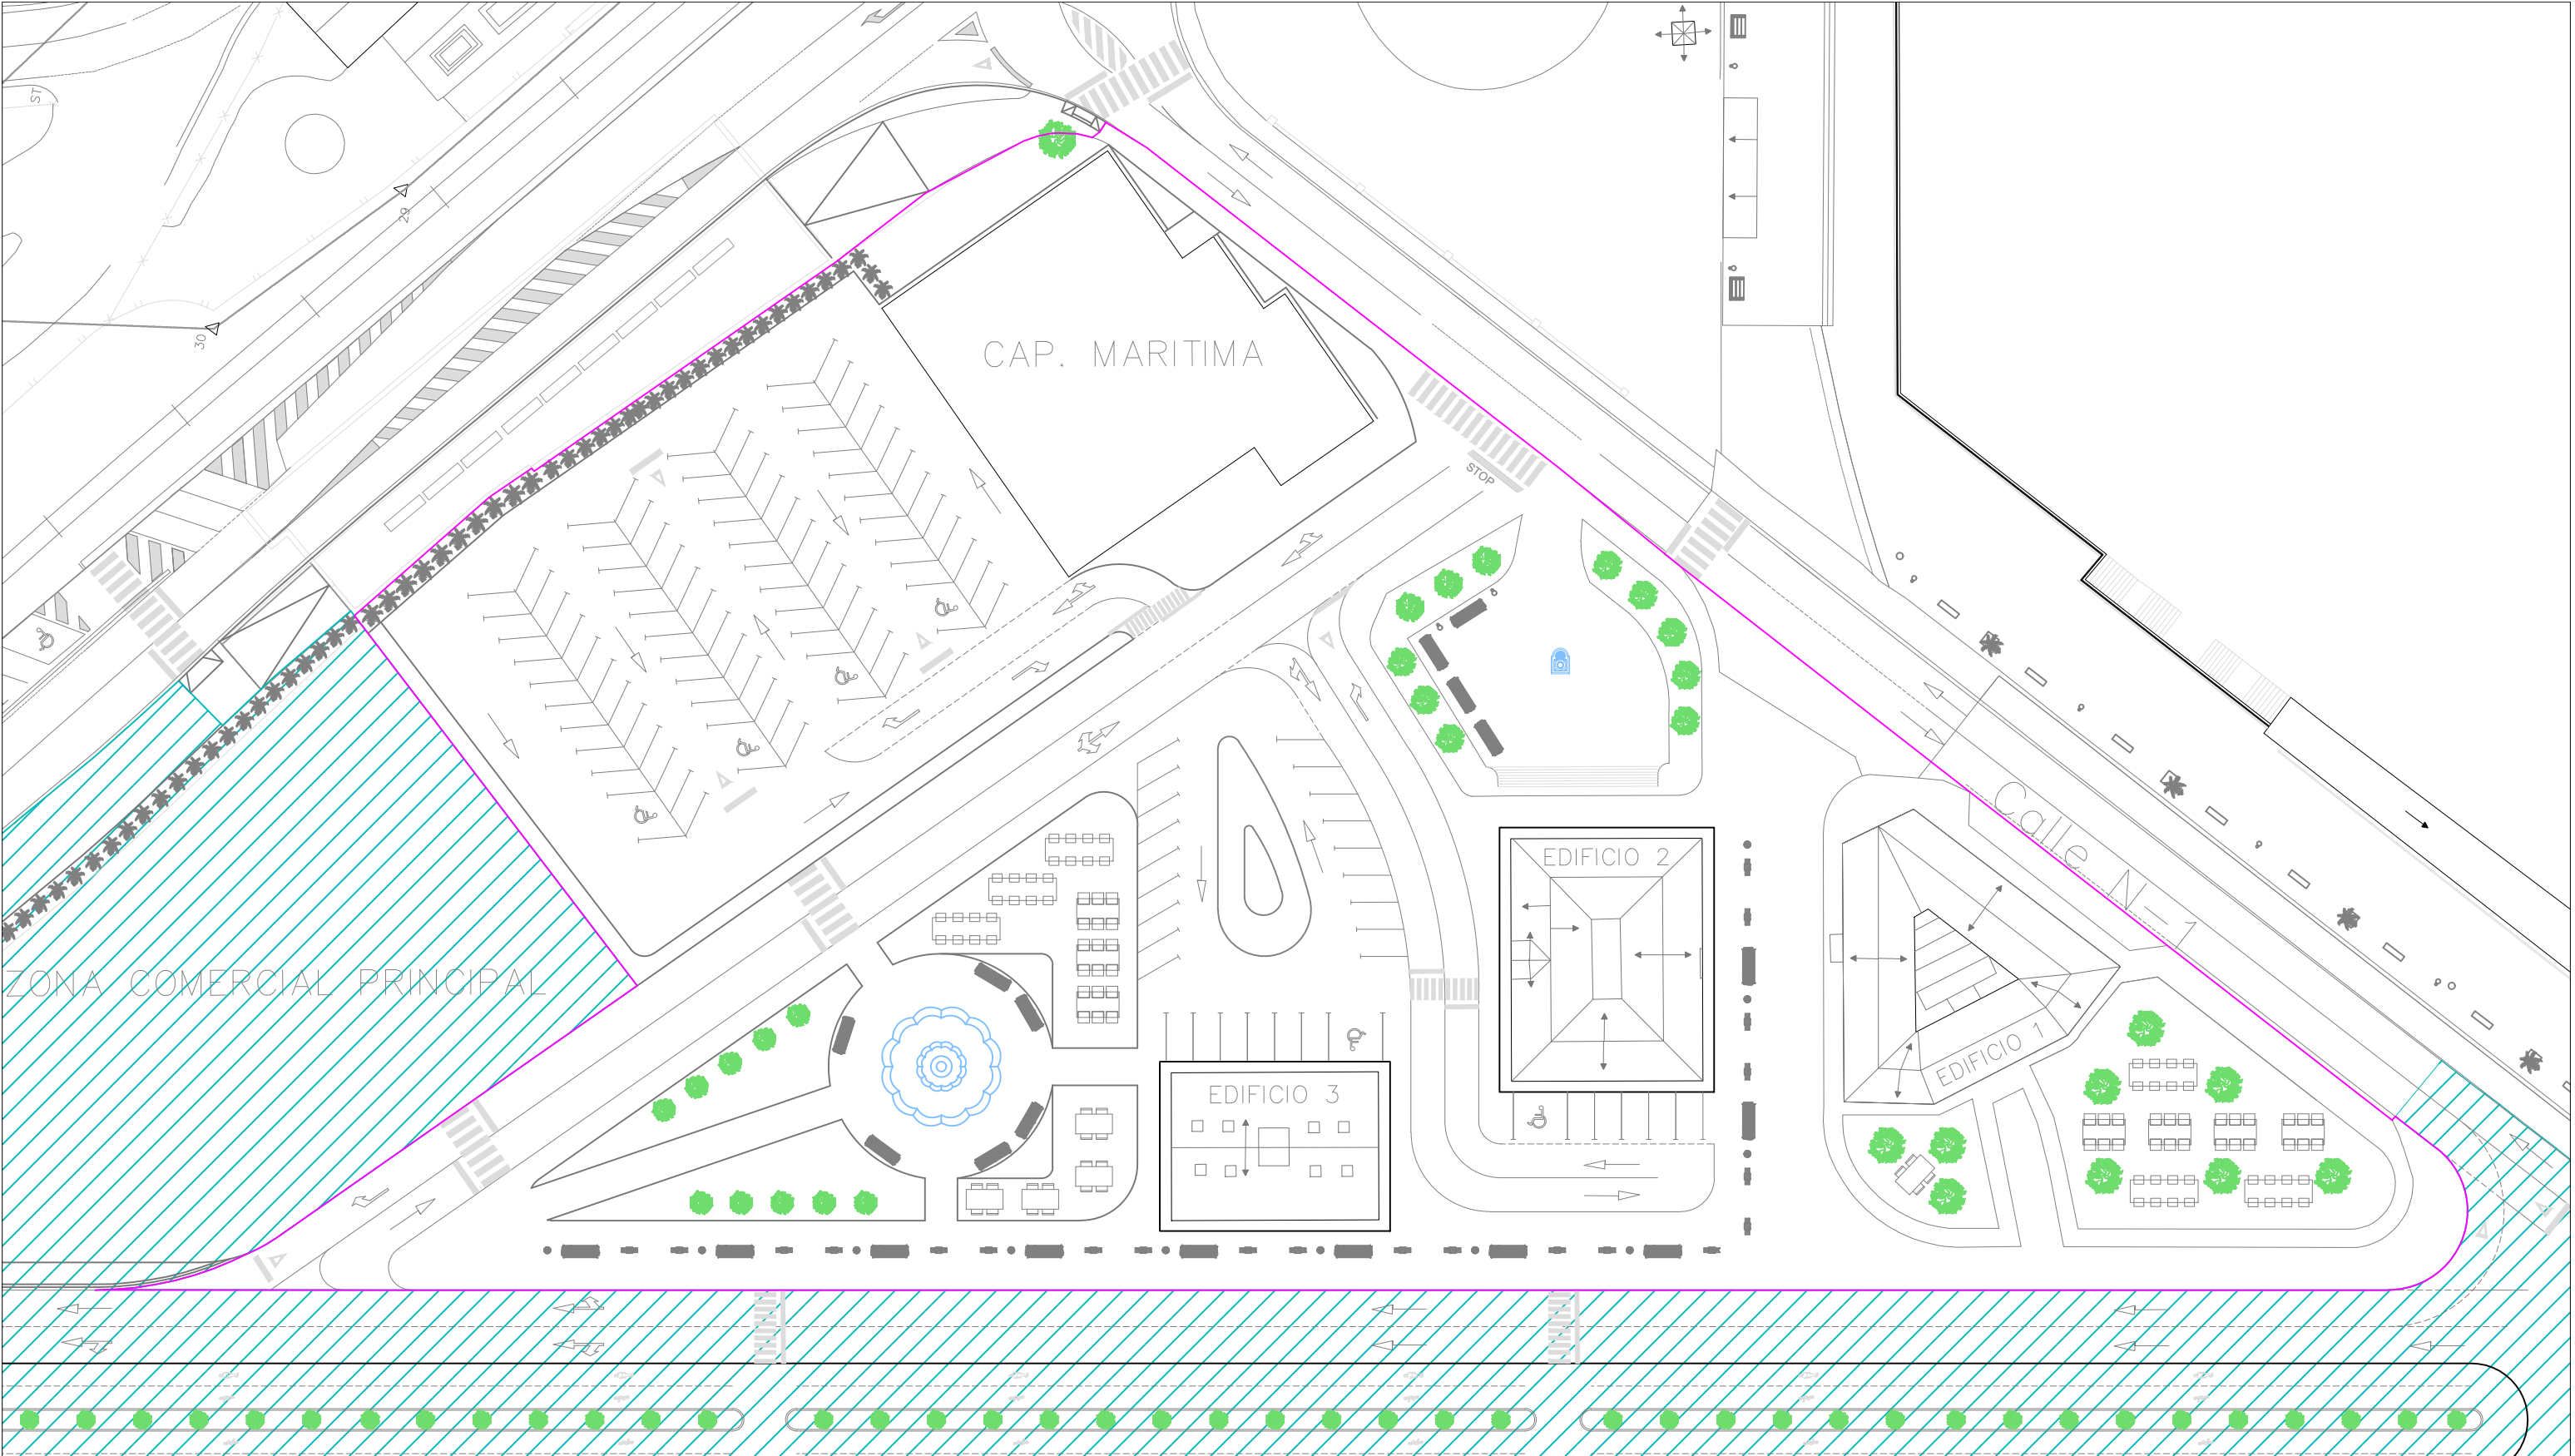 ST
29
30
CAP. MARITIMA
STOP
Calle N-1
EDIFICIO 2
ZONA COMERCIAL PRINCIPAL
EDIFICIO 1
EDIFICIO 3